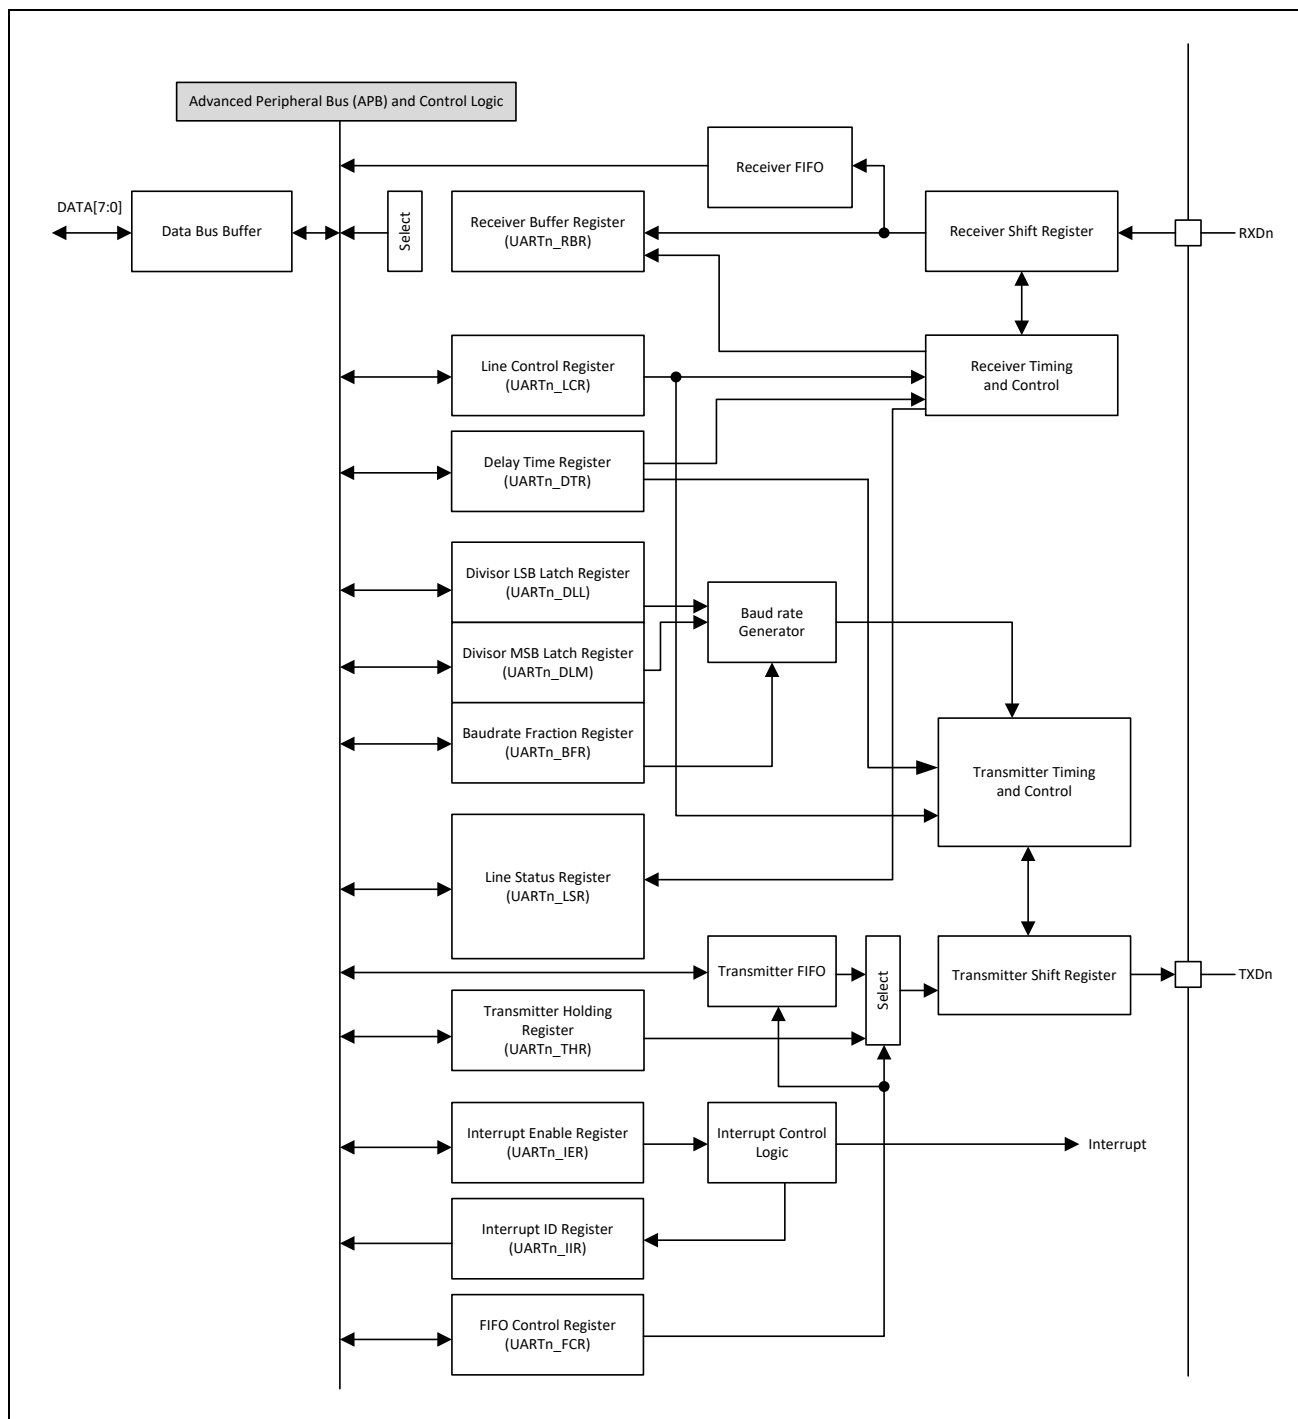 Advanced Peripheral Bus (APB) and Control Logic
Receiver FIFO
DATA[7:0]
Data Bus Buffer
Select
Receiver Buffer Register
(UARTn_RBR)
Receiver Shift Register
RXDn
Line Control Register
(UARTn_LCR)
Receiver Timing
and Control
Delay Time Register
(UARTn_DTR)
Divisor LSB Latch Register
(UARTn_DLL)
Baud rate
Generator
Divisor MSB Latch Register
(UARTn_DLM)
Baudrate Fraction Register
(UARTn_BFR)
Transmitter Timing
and Control
Line Status Register
(UARTn_LSR)
Transmitter FIFO
Select
Transmitter Shift Register
TXDn
Transmitter Holding
Register
(UARTn_THR)
Interrupt Enable Register
(UARTn_IER)
Interrupt Control
Logic
Interrupt
Interrupt ID Register
(UARTn_IIR)
FIFO Control Register
(UARTn_FCR)